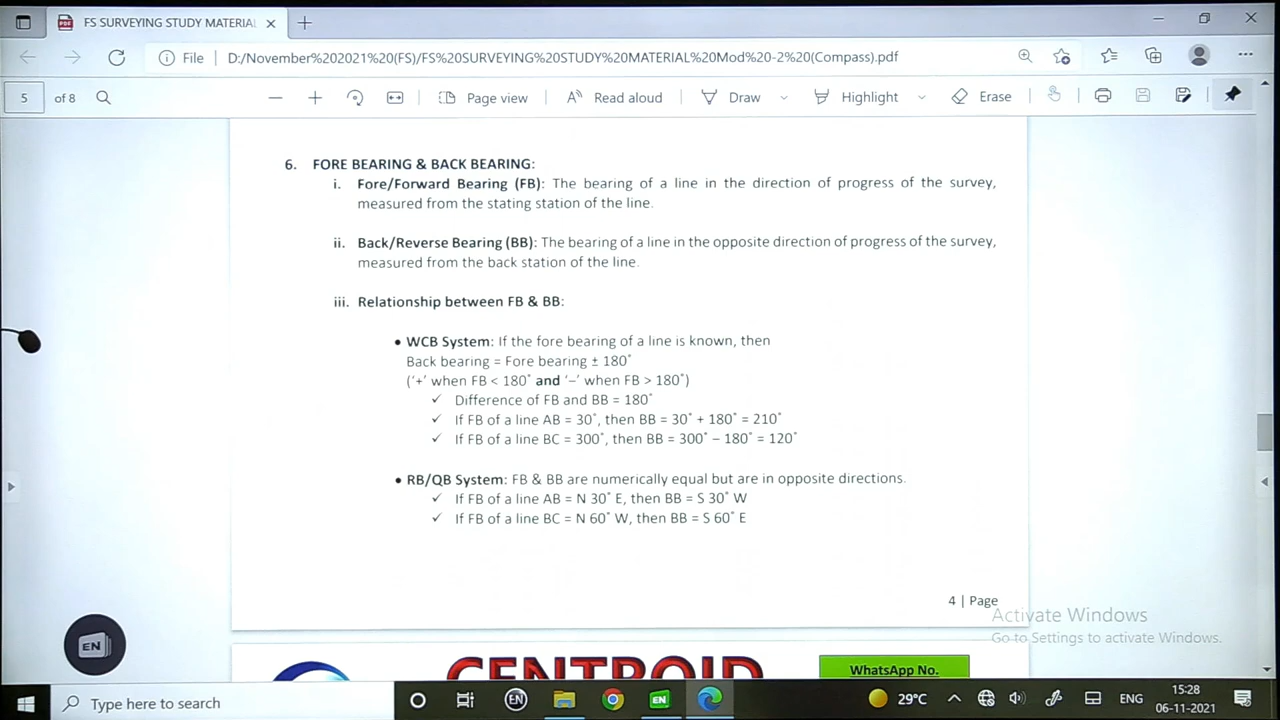 FS SURVEYING STUDY MATERIA
File D:/November%202021%20(FS)/FS%20SURVEYING%20STUDY%20MATERIAL%20Mod%20-2%20(Compass).pdf
5 of 8 Page view Read aloud Draw Highlight Erase
6. FORE BEARING & BACK BEARING:
i. Fore/Forward Bearing (FB): The bearing of a line in the direction of progress of the survey,
measured from the stating station of the line.
ii. Back/Reverse Bearing (BB): The bearing of a line in the opposite direction of progress of the survey,
measured from the back station of the line.
iii. Relationship between FB & BB:
• WCB System: If the fore bearing of a line is known, then
Back bearing = Fore bearing ± 180˚
('+' when FB < 180˚ and '–' when FB > 180˚)
✓ Difference of FB and BB = 180˚
✓ If FB of a line AB = 30˚, then BB = 30˚ + 180˚ = 210˚
✓ If FB of a line BC = 300˚, then BB = 300˚ – 180˚ = 120˚
• RB/QB System: FB & BB are numerically equal but are in opposite directions.
✓ If FB of a line AB = N 30˚ E, then BB = S 30˚ W
✓ If FB of a line BC = N 60˚ W, then BB = S 60˚ E
4 | Page
Activate Windows
Go to Settings to activate Windows.
EN
CENTROID
WhatsApp No.
Type here to search
EN
EN
29°C
ENG
15:28
06-11-2021